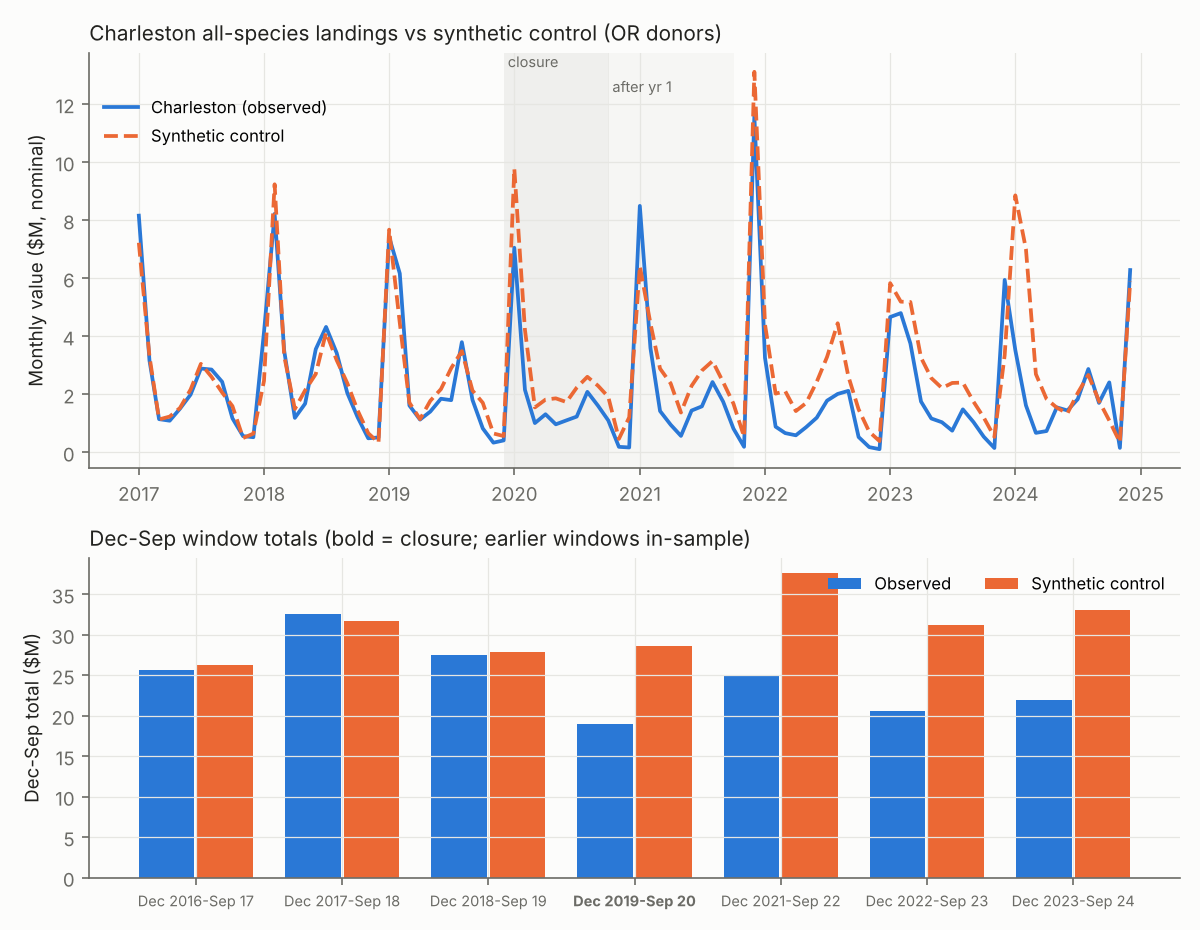 Charleston all-species landings vs synthetic control (OR donors)
closure
after yr 1
Charleston (observed)
Synthetic control
Monthly value ($M, nominal)
12
10
8
6
4
2
0
2017 2018 2019 2020 2021 2022 2023 2024 2025
Dec-Sep window totals (bold = closure; earlier windows in-sample)
Observed Synthetic control
Dec-Sep total ($M)
35
30
25
20
15
10
5
0
Dec 2016-Sep 17 Dec 2017-Sep 18 Dec 2018-Sep 19 Dec 2019-Sep 20 Dec 2021-Sep 22 Dec 2022-Sep 23 Dec 2023-Sep 24